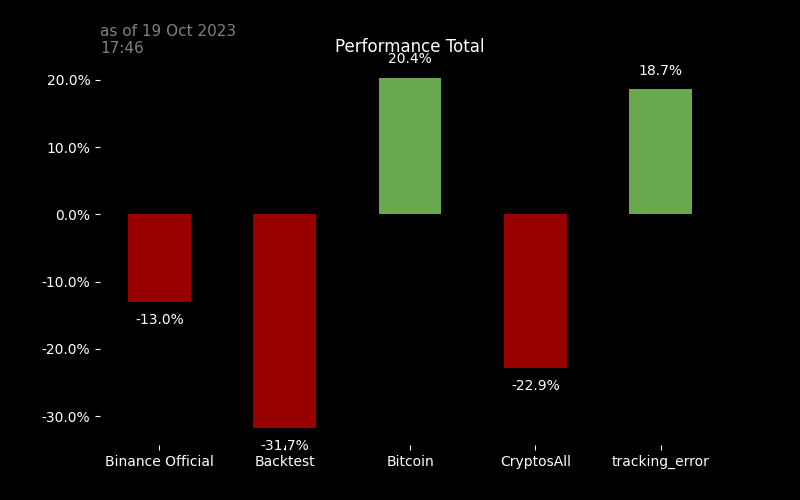 as of 19 Oct 2023
17:46
Performance Total
20.4%
18.7%
20.0%
10.0%
0.0%
-10.0%
-20.0%
-30.0%
-13.0%
-22.9%
-31.7%
Binance Official
Backtest
Bitcoin
CryptosAll
tracking_error